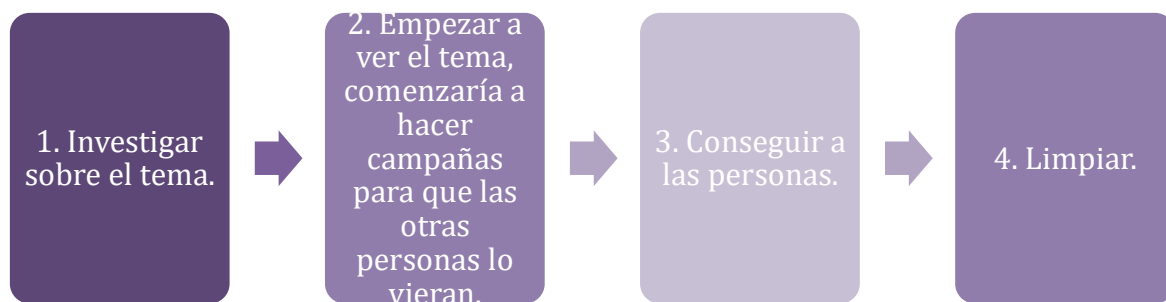 1. Investigar
sobre el tema.
2. Empezar a
ver el tema,
comenzaría a
hacer
campañas
para que las
otras
personas lo
vieran.
3. Conseguir a
las personas.
4. Limpiar.